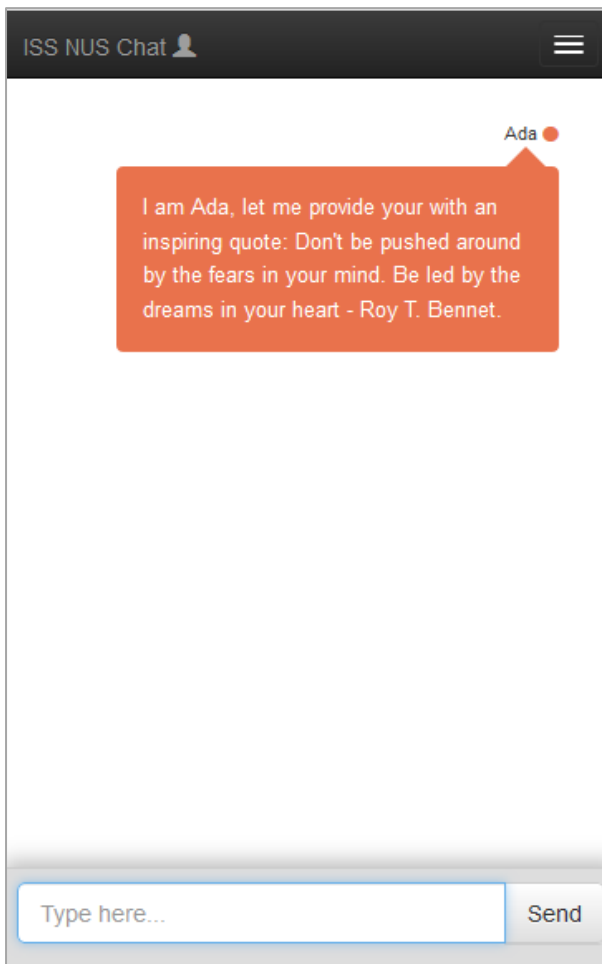 ISS NUS Chat
Ada
I am Ada, let me provide your with an
inspiring quote: Don't be pushed around
by the fears in your mind. Be led by the
dreams in your heart - Roy T. Bennet.
Type here...
Send